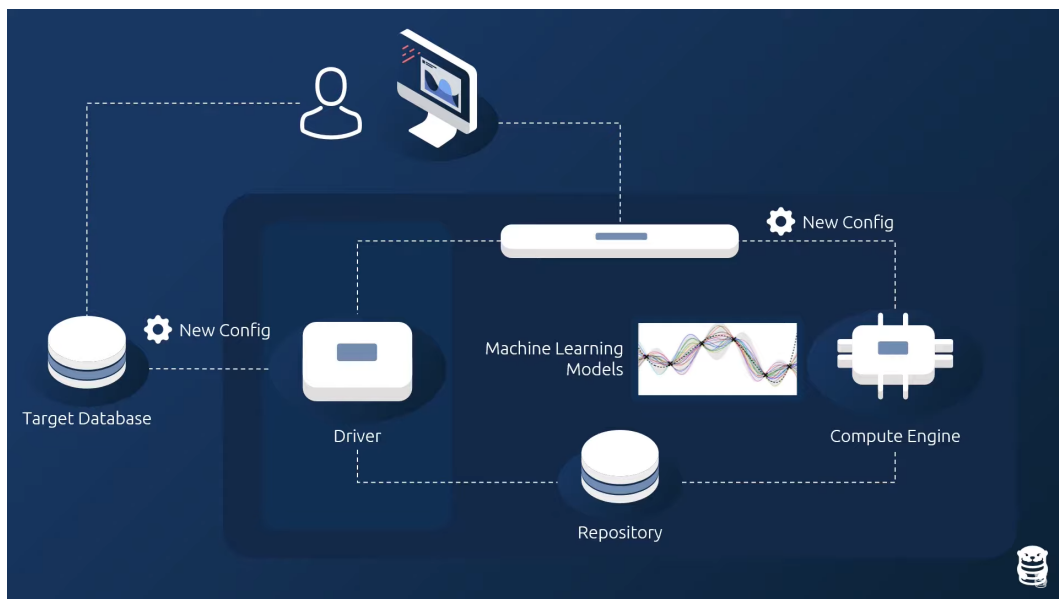 New Config
New Config
Machine Learning
Models
Target Database
Driver
Compute Engine
Repository